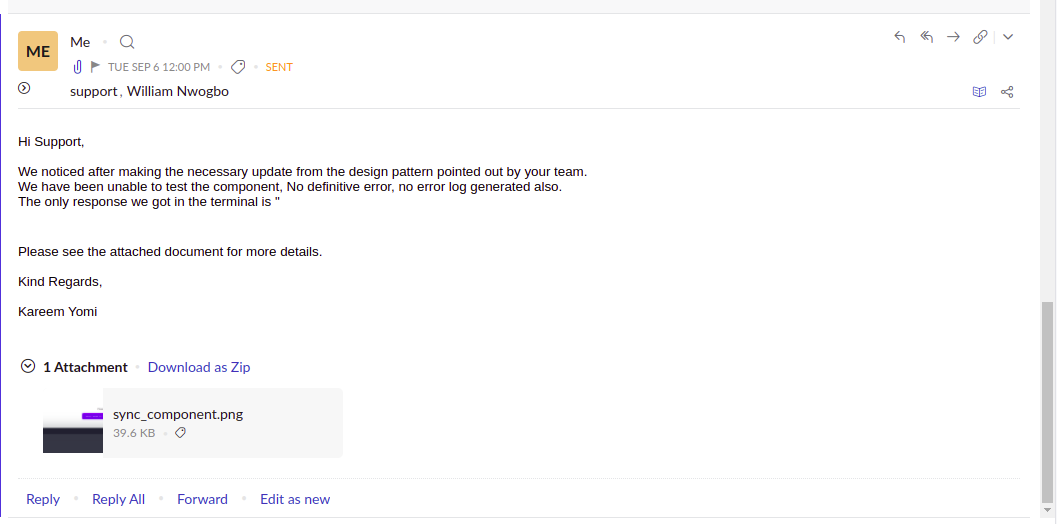 ME
Me
TUE SEP 6 12:00 PM SENT
support, William Nwogbo
Hi Support,
We noticed after making the necessary update from the design pattern pointed out by your team.
We have been unable to test the component, No definitive error, no error log generated also.
The only response we got in the terminal is "
Please see the attached document for more details.
Kind Regards,
Kareem Yomi
1 Attachment Download as Zip
sync_component.png
39.6 KB
Reply Reply All Forward Edit as new